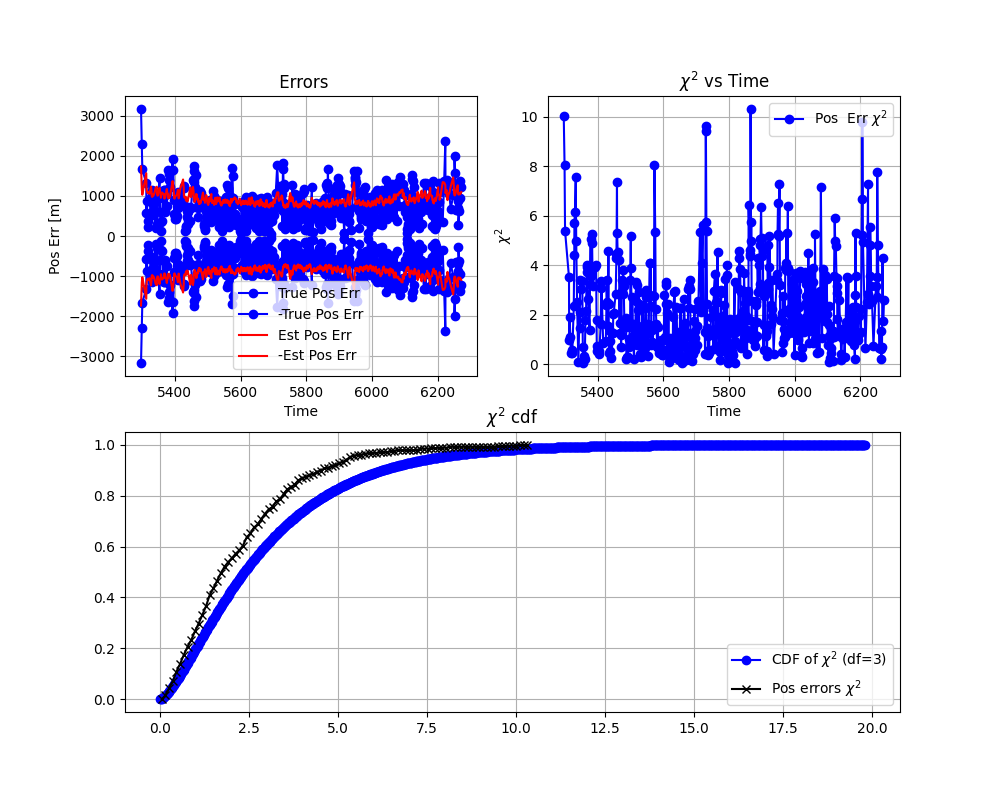 Errors
Pos Err [m]
3000
2000
1000
0
−1000
−2000
−3000
True Pos Err
-True Pos Err
Est Pos Err
-Est Pos Err
5400 5600 5800 6000 6200
Time
χ² vs Time
χ²
10
8
6
4
2
0
Pos Err χ²
5400 5600 5800 6000 6200
Time
χ² cdf
1.0
0.8
0.6
0.4
0.2
0.0
CDF of χ² (df=3)
Pos errors χ²
0.0 2.5 5.0 7.5 10.0 12.5 15.0 17.5 20.0